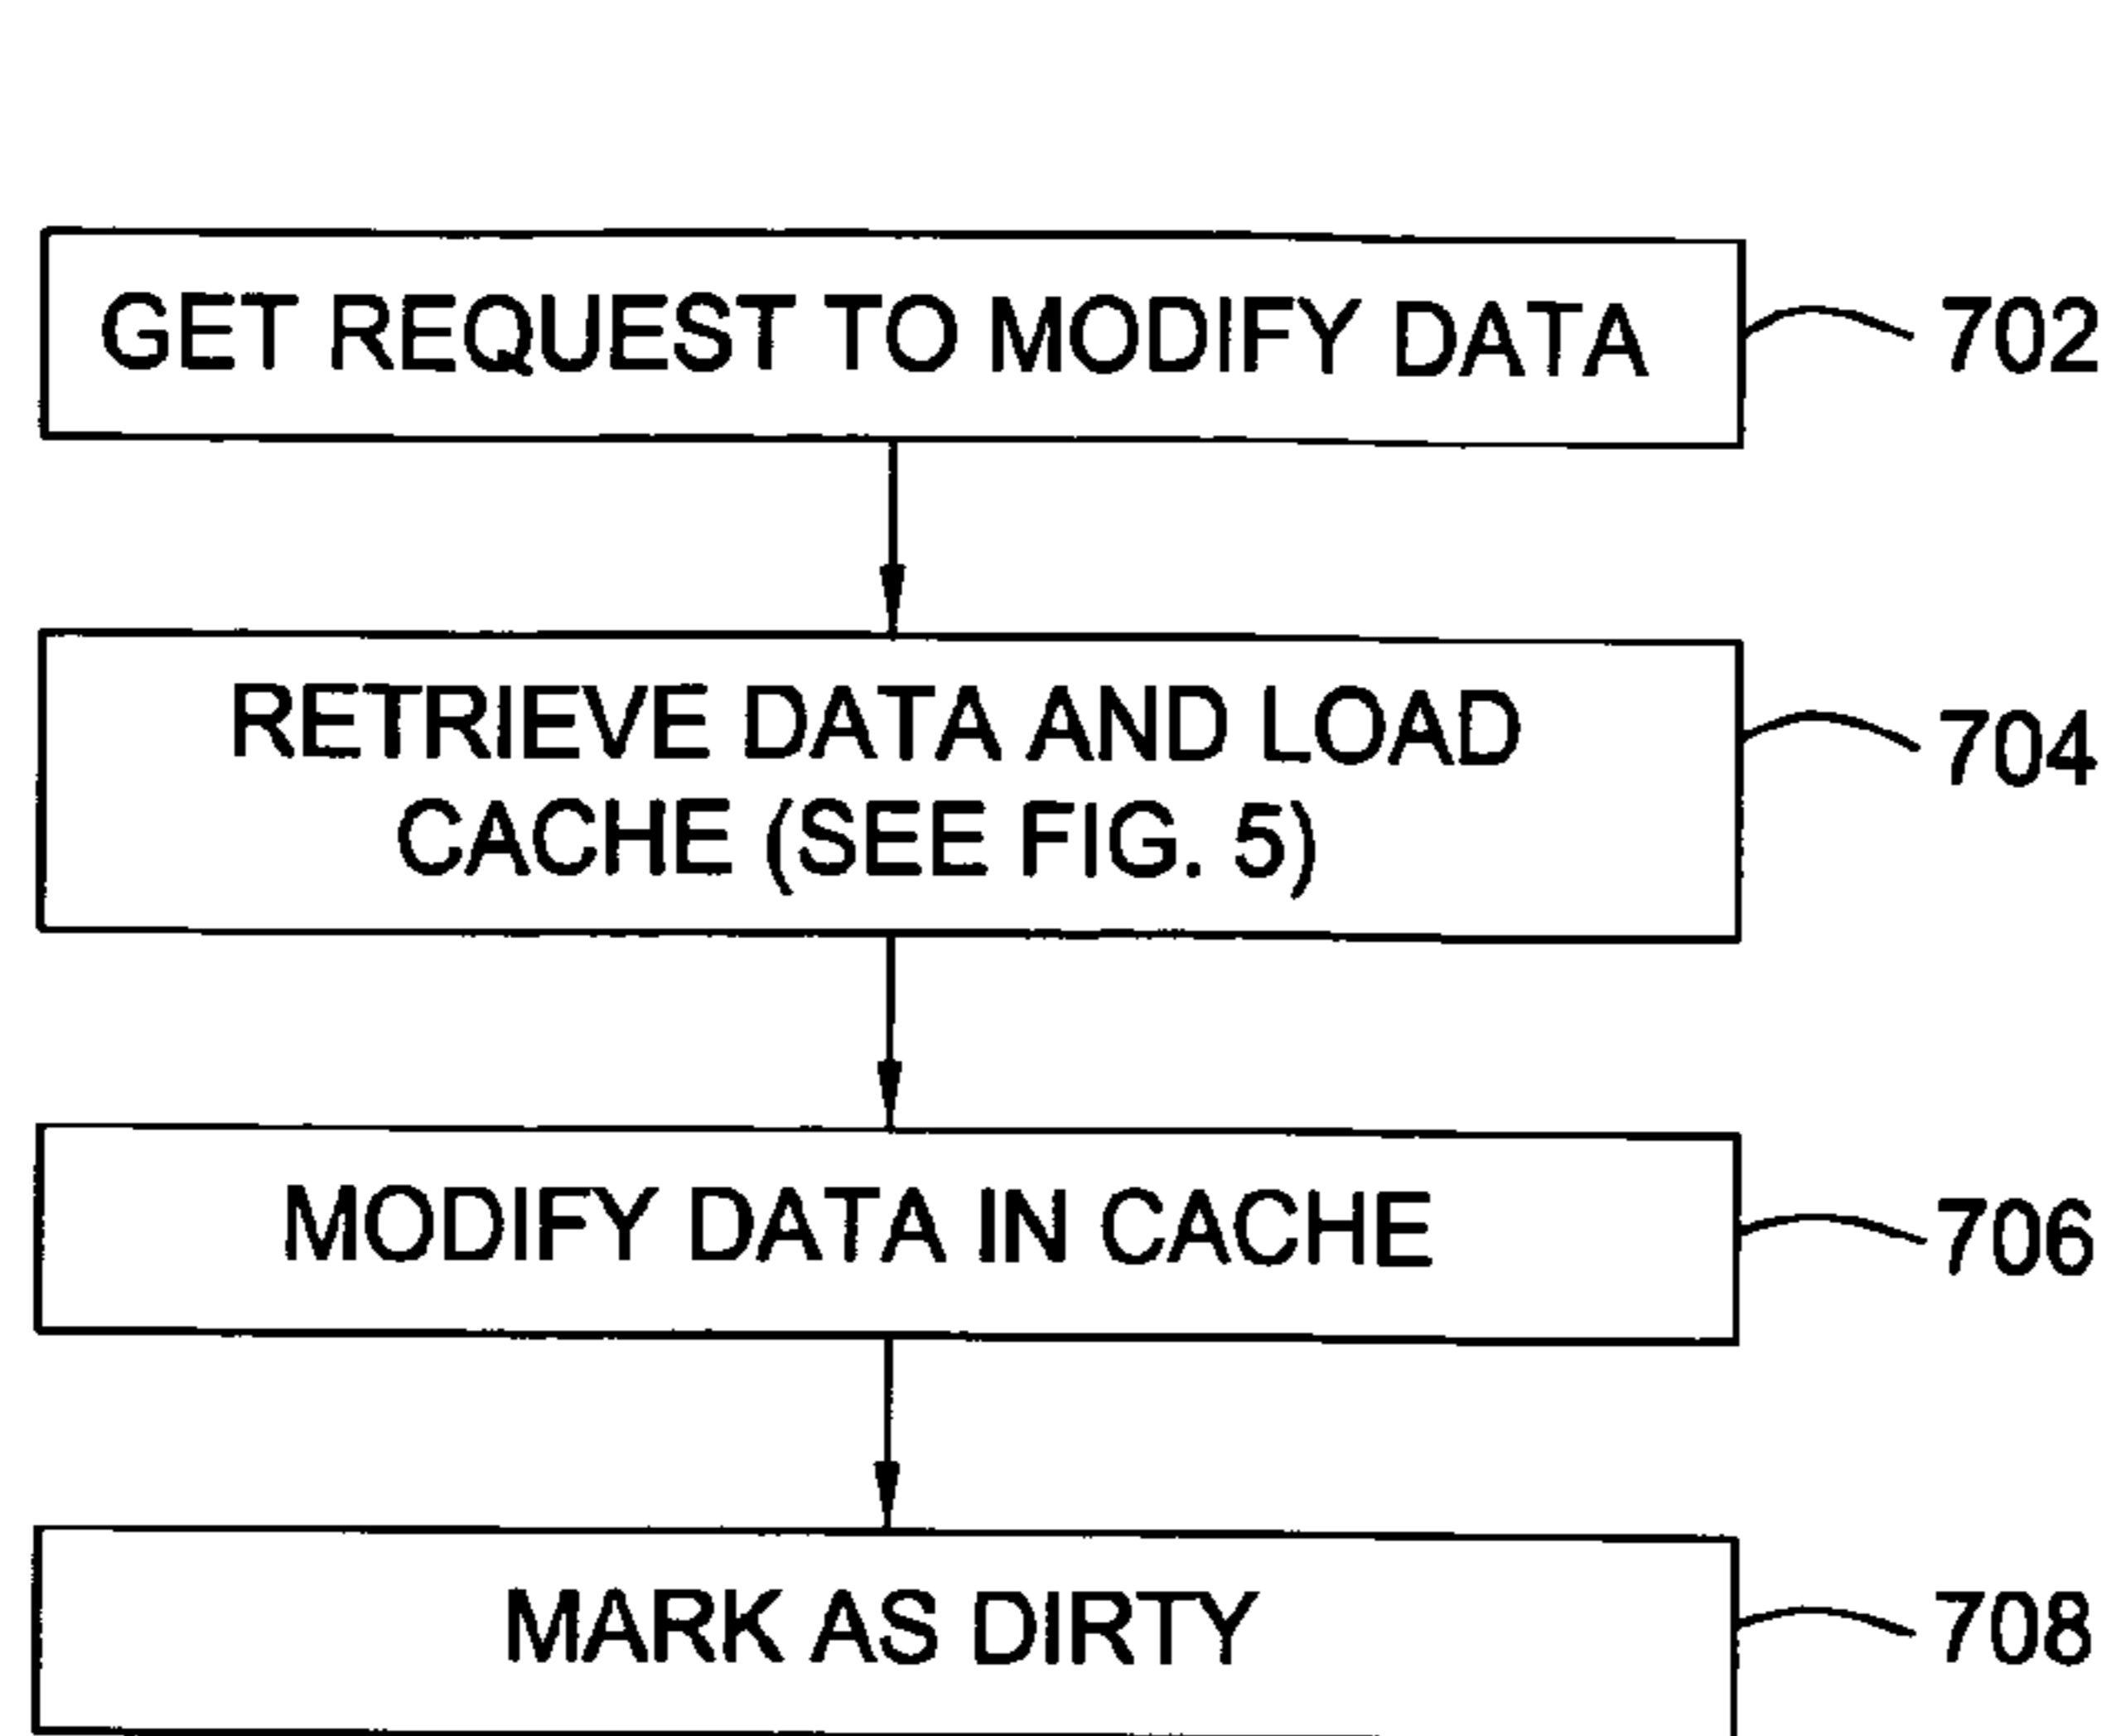 GET REQUEST TO MODIFY DATA
702
RETRIEVE DATA AND LOAD
CACHE (SEE FIG. 5)
704
MODIFY DATA IN CACHE
706
MARK AS DIRTY
708